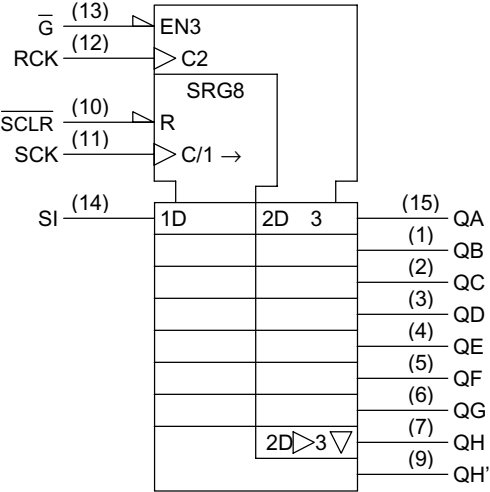 G (13) EN3
RCK (12) C2
SRG8
SCLR (10) R
SCK (11) C/1 →
SI (14) 1D 2D 3 (15) QA
(1) QB
(2) QC
(3) QD
(4) QE
(5) QF
(6) QG
2D▷3▽ (7) QH
(9) QH'